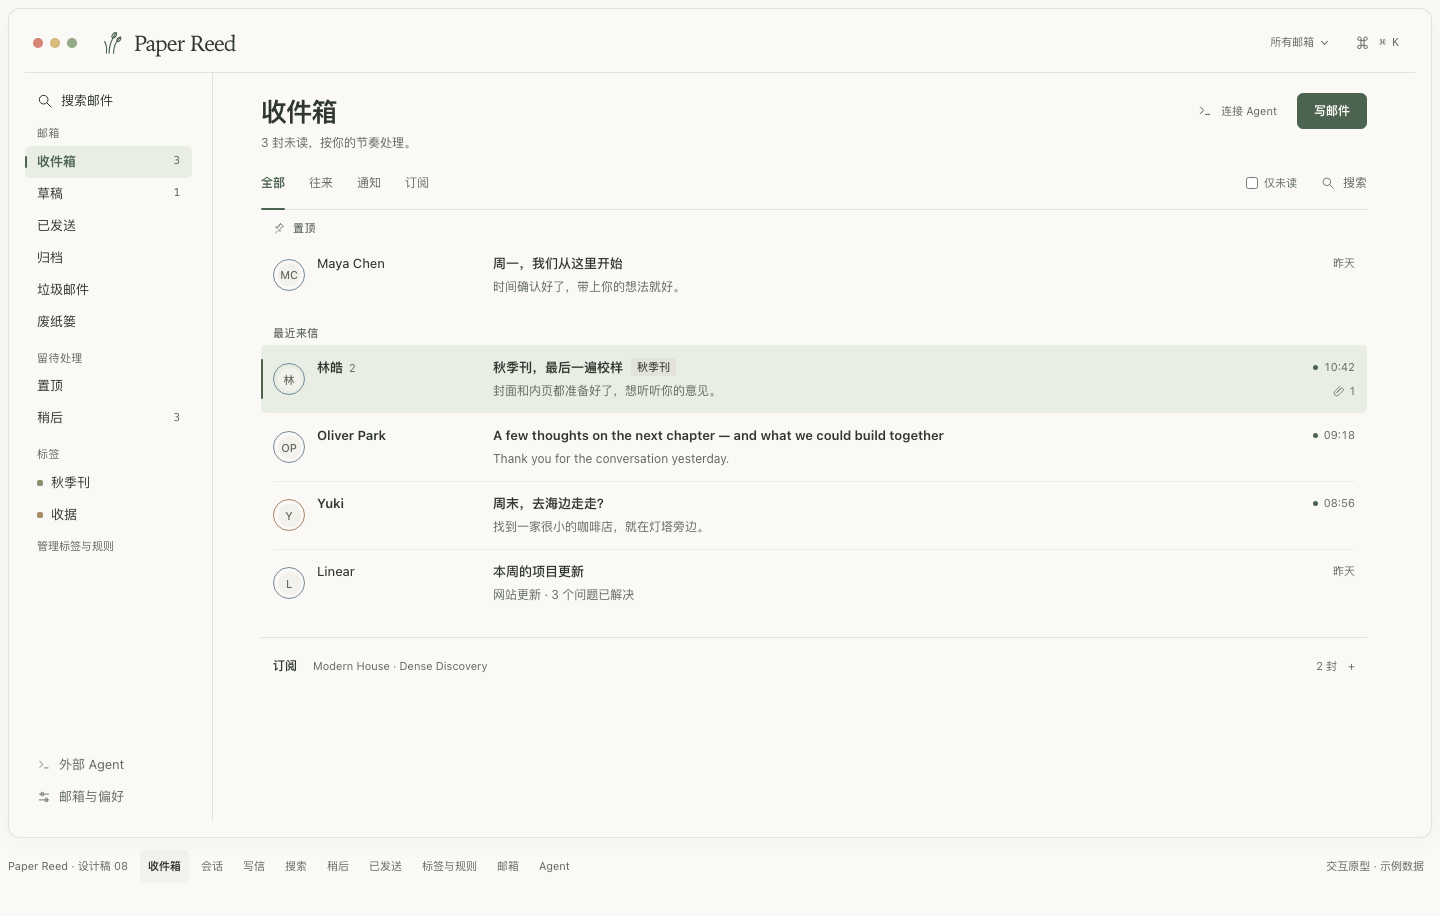 Paper Reed
所有邮箱
⌘ K
搜索邮件
邮箱
收件箱 3
草稿 1
已发送
归档
垃圾邮件
废纸篓
留待处理
置顶
稍后 3
标签
秋季刊
收据
管理标签与规则
外部 Agent
邮箱与偏好
收件箱
连接 Agent
写邮件
3 封未读，按你的节奏处理。
全部 往来 通知 订阅
仅未读 搜索
置顶
MC Maya Chen 周一，我们从这里开始 昨天
时间确认好了，带上你的想法就好。
最近来信
林 林皓 2 秋季刊，最后一遍校样 秋季刊 10:42
封面和内页都准备好了，想听听你的意见。 1
OP Oliver Park A few thoughts on the next chapter — and what we could build together 09:18
Thank you for the conversation yesterday.
Y Yuki 周末，去海边走走？ 08:56
找到一家很小的咖啡店，就在灯塔旁边。
L Linear 本周的项目更新 昨天
网站更新 · 3 个问题已解决
订阅 Modern House · Dense Discovery 2 封 +
Paper Reed · 设计稿 08 收件箱 会话 写信 搜索 稍后 已发送 标签与规则 邮箱 Agent 交互原型 · 示例数据